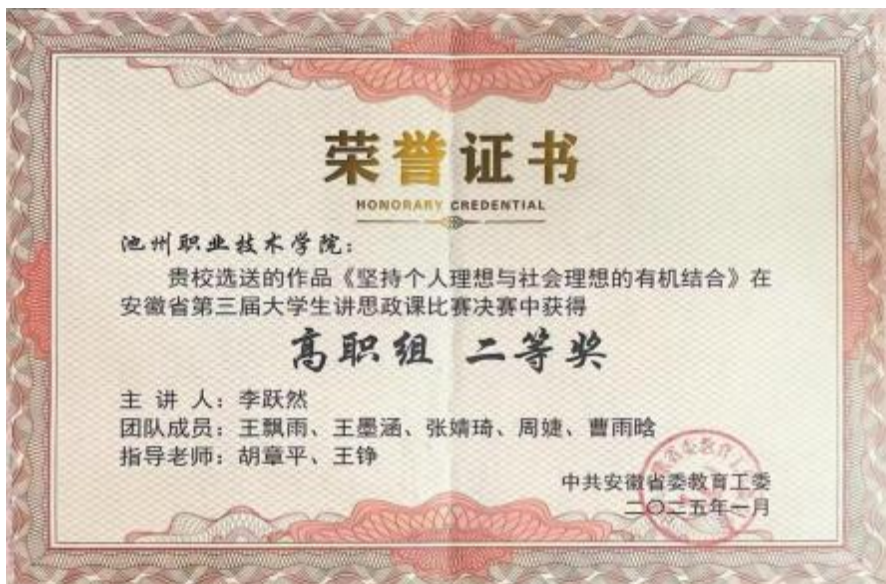 荣誉证书
HONORARY CREDENTIAL
池州职业技术学院：
贵校选送的作品《坚持个人理想与社会理想的有机结合》在
安徽省第三届大学生讲思政课比赛决赛中获得
高职组 二等奖
主 讲 人：李跃然
团队成员：王飘雨、王墨涵、张婧琦、周婕、曹雨晗
指导老师：胡章平、王铮
中共安徽省委教育工委
二〇二五年一月